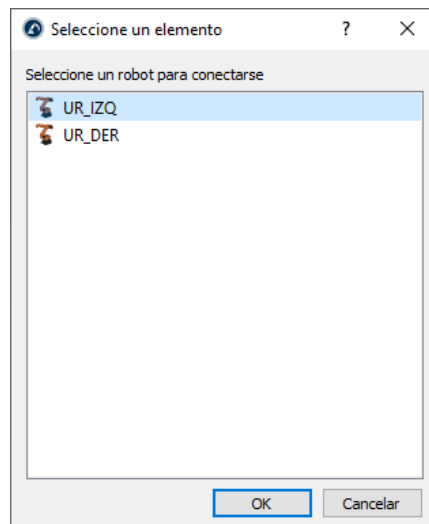 Seleccione un elemento ? ×
Seleccione un robot para conectarse
UR_IZQ
UR_DER
OK Cancelar